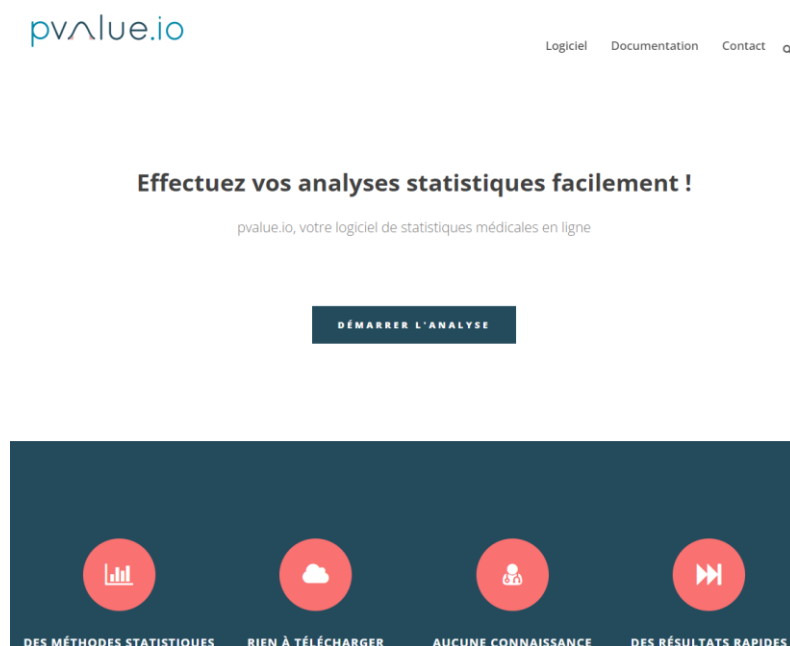 pvalue.io
Logiciel Documentation Contact
Effectuez vos analyses statistiques facilement !
pvalue.io, votre logiciel de statistiques médicales en ligne
DÉMARRER L'ANALYSE
DES MÉTHODES STATISTIQUES RIEN À TÉLÉCHARGER AUCUNE CONNAISSANCE DES RÉSULTATS RAPIDES